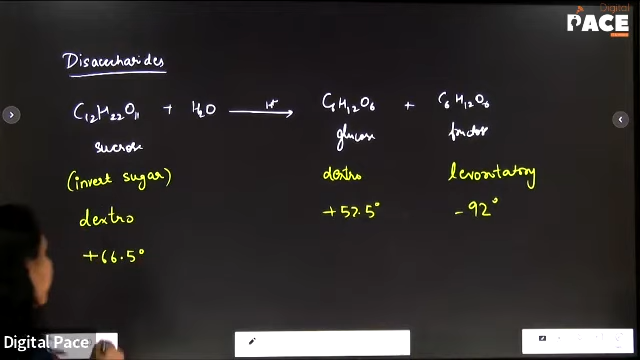 Digital
PACE
Disaccharides
C₁₂H₂₂O₁₁ + H₂O ⟶ H⁺ C₆H₁₂O₆ + C₆H₁₂O₆
sucrose glucose fructose
(invert sugar) dextro levorotatory
dextro +52.5° -92°
+66.5°
Digital Pace